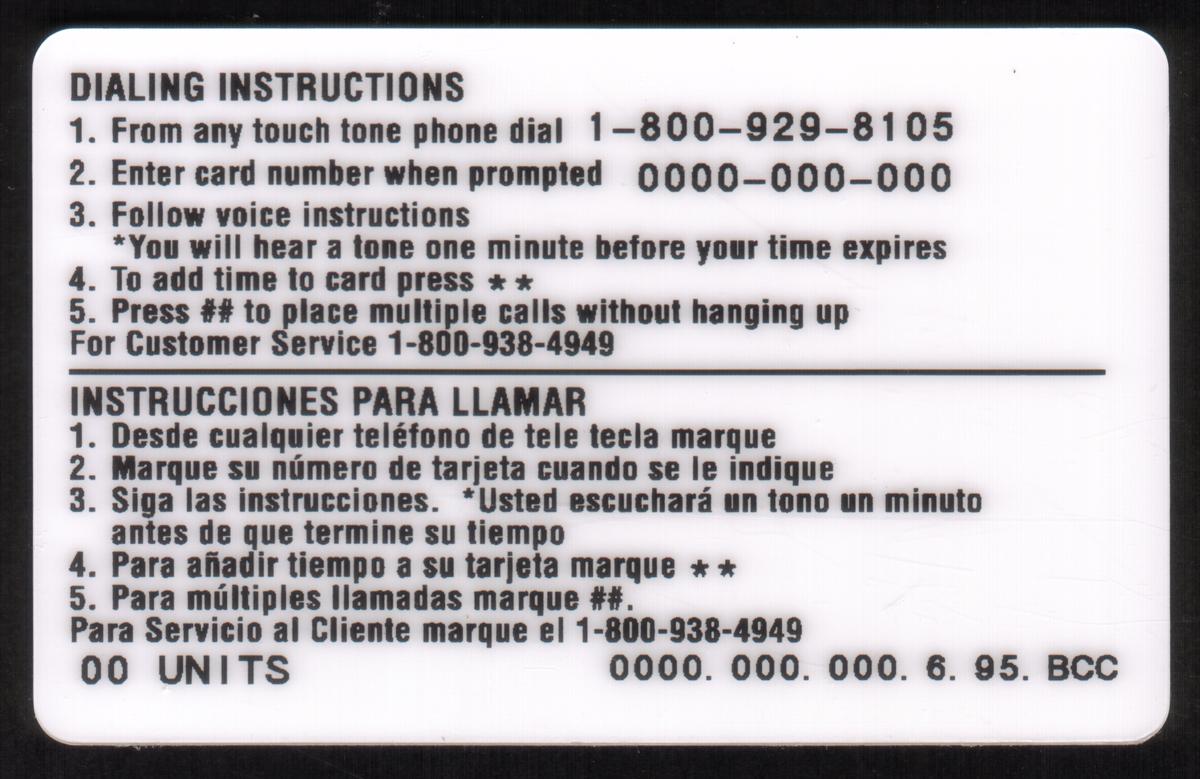 DIALING INSTRUCTIONS
1. From any touch tone phone dial 1-800-929-8105
2. Enter card number when prompted 0000-000-000
3. Follow voice instructions
*You will hear a tone one minute before your time expires
4. To add time to card press **
5. Press ## to place multiple calls without hanging up
For Customer Service 1-800-938-4949
INSTRUCCIONES PARA LLAMAR
1. Desde cualquier teléfono de tele tecla marque
2. Marque su número de tarjeta cuando se le indique
3. Siga las instrucciones. *Usted escuchará un tono un minuto
antes de que termine su tiempo
4. Para añadir tiempo a su tarjeta marque **
5. Para múltiples llamadas marque ##.
Para Servicio al Cliente marque el 1-800-938-4949
00 UNITS 0000. 000. 000. 6. 95. BCC